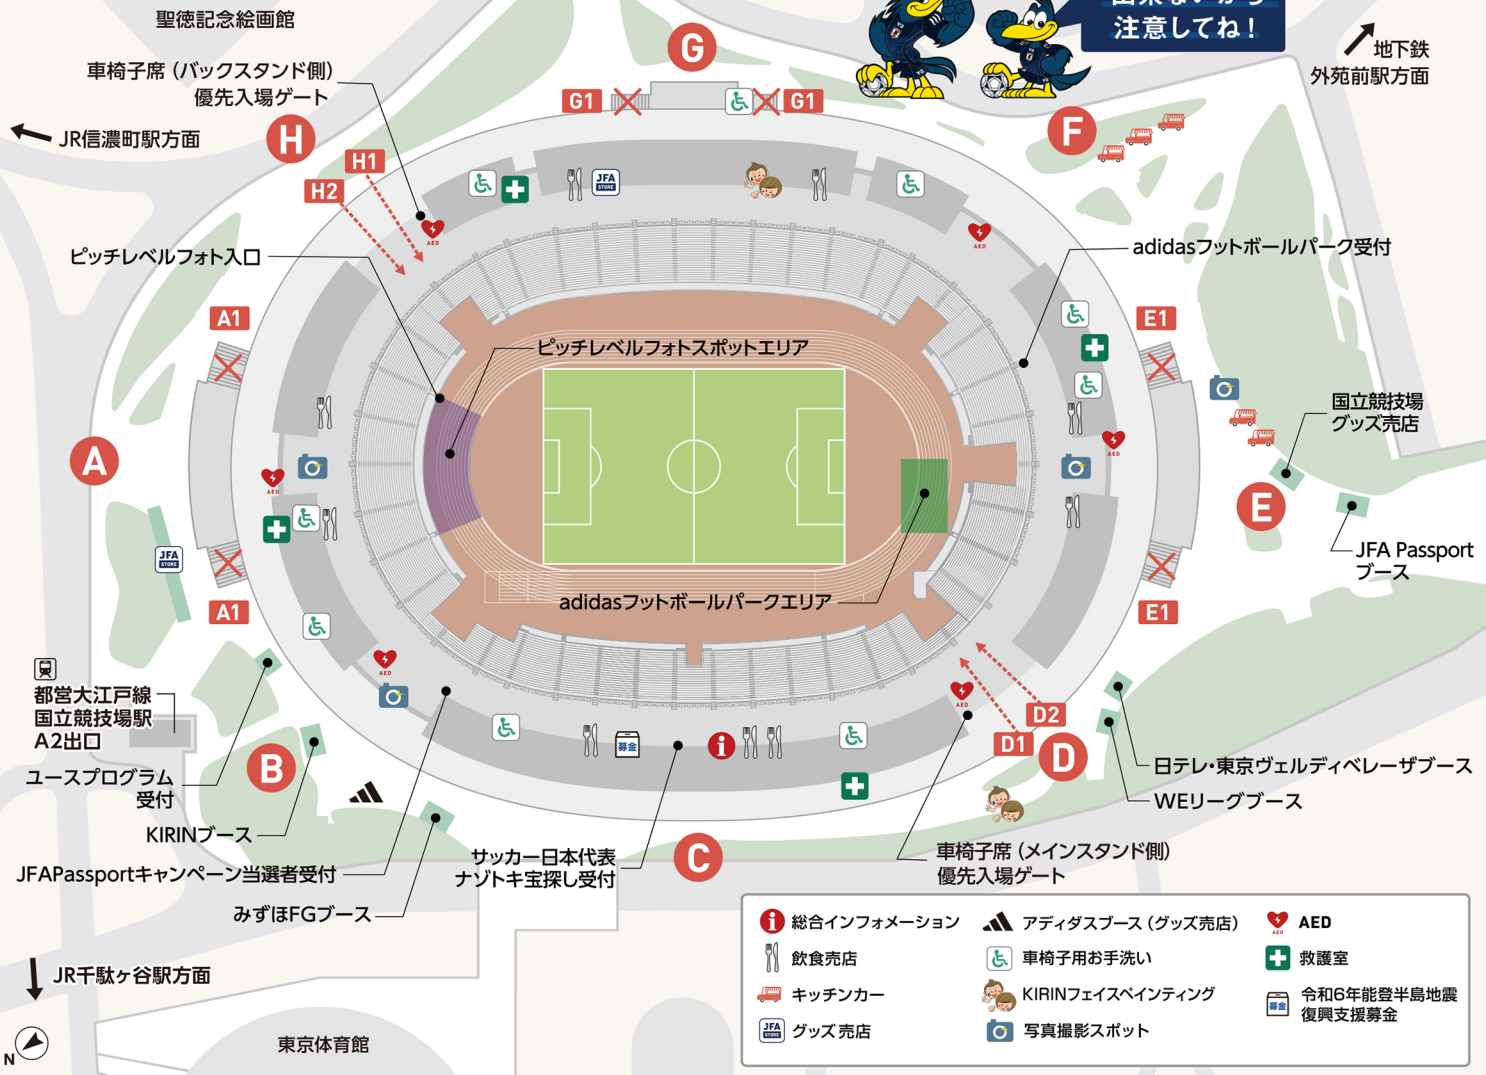 聖徳記念絵画館
注意してね！
地下鉄
外苑前駅方面
車椅子席（バックスタンド側）
優先入場ゲート
JR信濃町駅方面
G
G1
G1
H
H1
H2
F
JFA
STORE
AED
AED
ピッチレベルフォト入口
adidasフットボールパーク受付
A1
E1
ピッチレベルフォトスポットエリア
国立競技場
グッズ売店
A
AED
AED
E
JFA
STORE
JFA Passport
ブース
adidasフットボールパークエリア
A1
E1
AED
AED
都営大江戸線
国立競技場駅
A2出口
D2
D1
D
B
募金
i
ユースプログラム
受付
日テレ・東京ヴェルディベレーザブース
WEリーグブース
KIRINブース
C
サッカー日本代表
ナゾトキ宝探し受付
車椅子席（メインスタンド側）
優先入場ゲート
JFAPassportキャンペーン当選者受付
みずほFGブース
JR千駄ヶ谷駅方面
N
東京体育館
i 総合インフォメーション
飲食売店
キッチンカー
JFA STORE グッズ売店
アディダスブース（グッズ売店）
車椅子用お手洗い
KIRINフェイスペインティング
写真撮影スポット
AED AED
救護室
募金 令和6年能登半島地震
復興支援募金